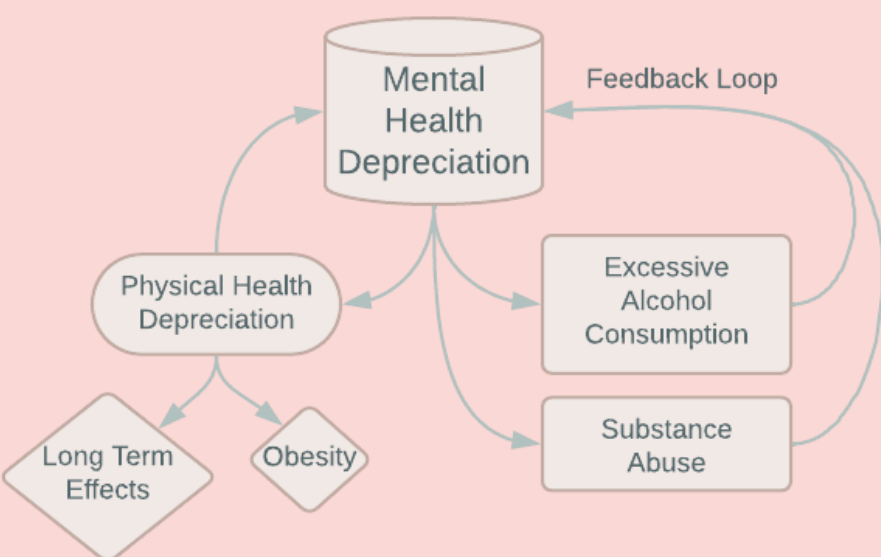 Mental
Health
Depreciation
Feedback Loop
Physical Health
Depreciation
Excessive
Alcohol
Consumption
Long Term
Effects
Obesity
Substance
Abuse